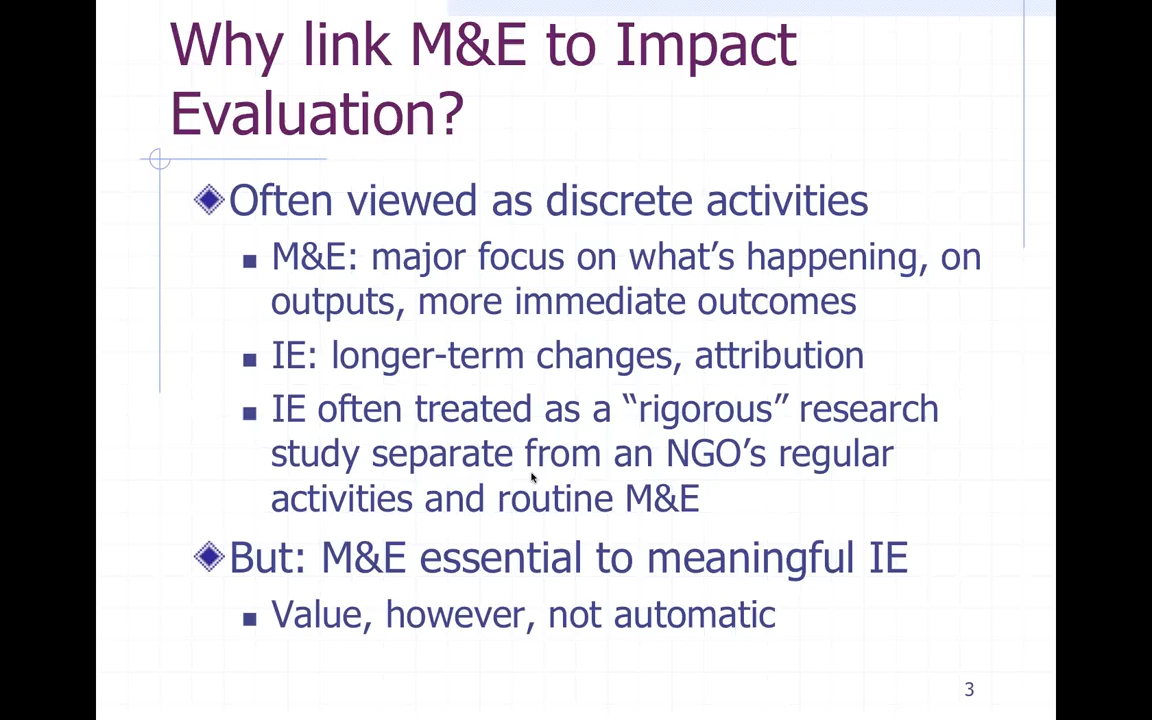 Why link M&E to Impact
Evaluation?
Often viewed as discrete activities
M&E: major focus on what’s happening, on
outputs, more immediate outcomes
IE: longer-term changes, attribution
IE often treated as a “rigorous” research
study separate from an NGO’s regular
activities and routine M&E
But: M&E essential to meaningful IE
Value, however, not automatic
3